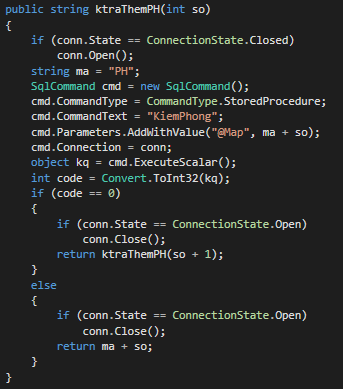 public string ktraThemPH(int so)
{
    if (conn.State == ConnectionState.Closed)
        conn.Open();
    string ma = "PH";
    SqlCommand cmd = new SqlCommand();
    cmd.CommandType = CommandType.StoredProcedure;
    cmd.CommandText = "KiemPhong";
    cmd.Parameters.AddWithValue("@Map", ma + so);
    cmd.Connection = conn;
    object kq = cmd.ExecuteScalar();
    int code = Convert.ToInt32(kq);
    if (code == 0)
    {
        if (conn.State == ConnectionState.Open)
            conn.Close();
        return ktraThemPH(so + 1);
    }
    else
    {
        if (conn.State == ConnectionState.Open)
            conn.Close();
        return ma + so;
    }
}